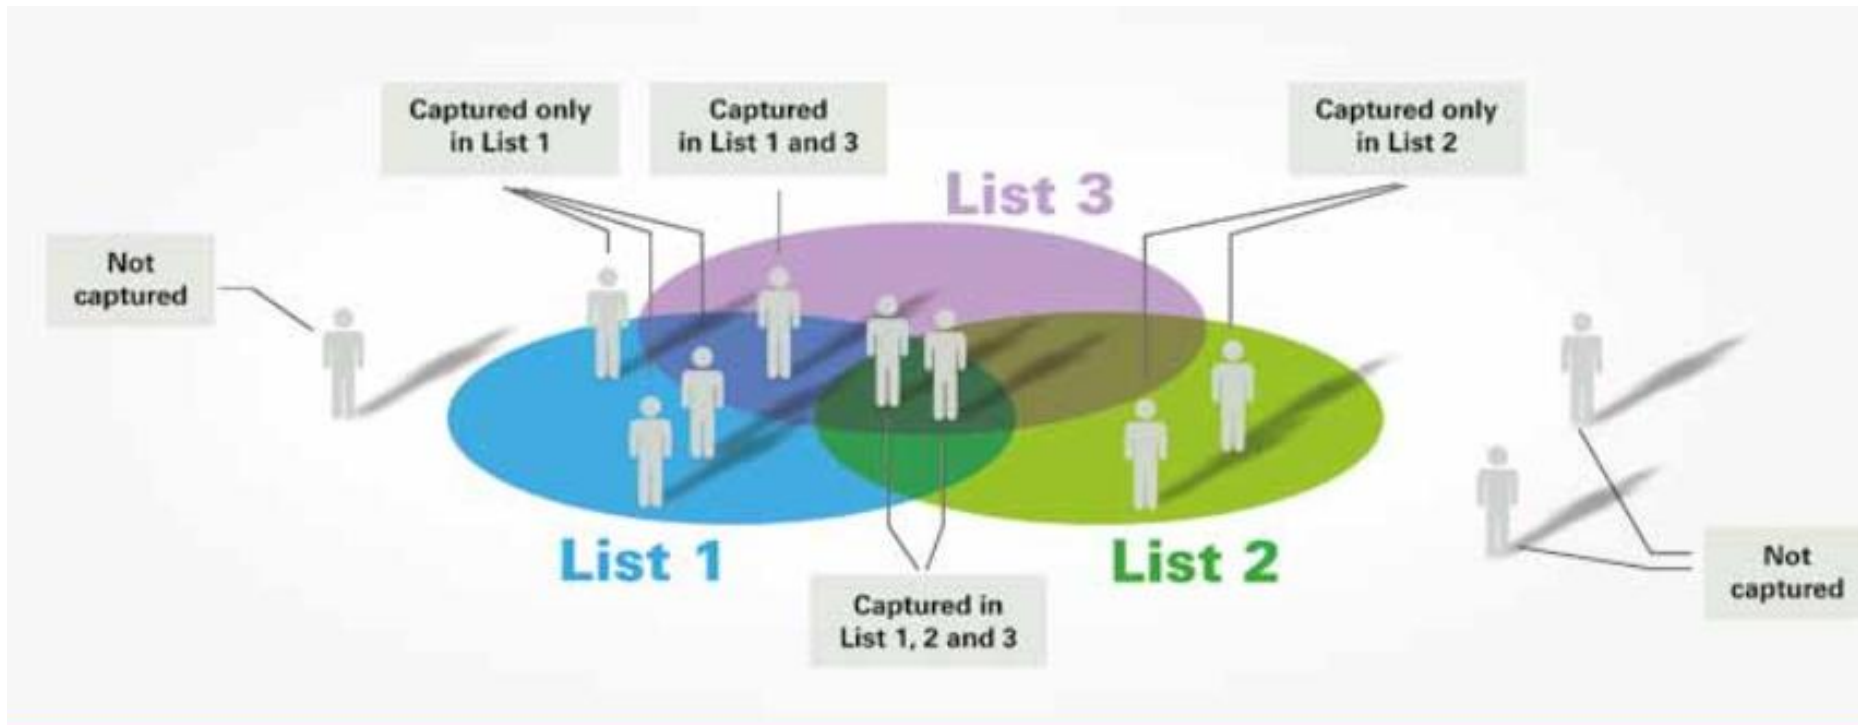 Captured only
in List 1
Captured
in List 1 and 3
Captured only
in List 2
List 3
Not
captured
List 1
List 2
Not
captured
Captured in
List 1, 2 and 3